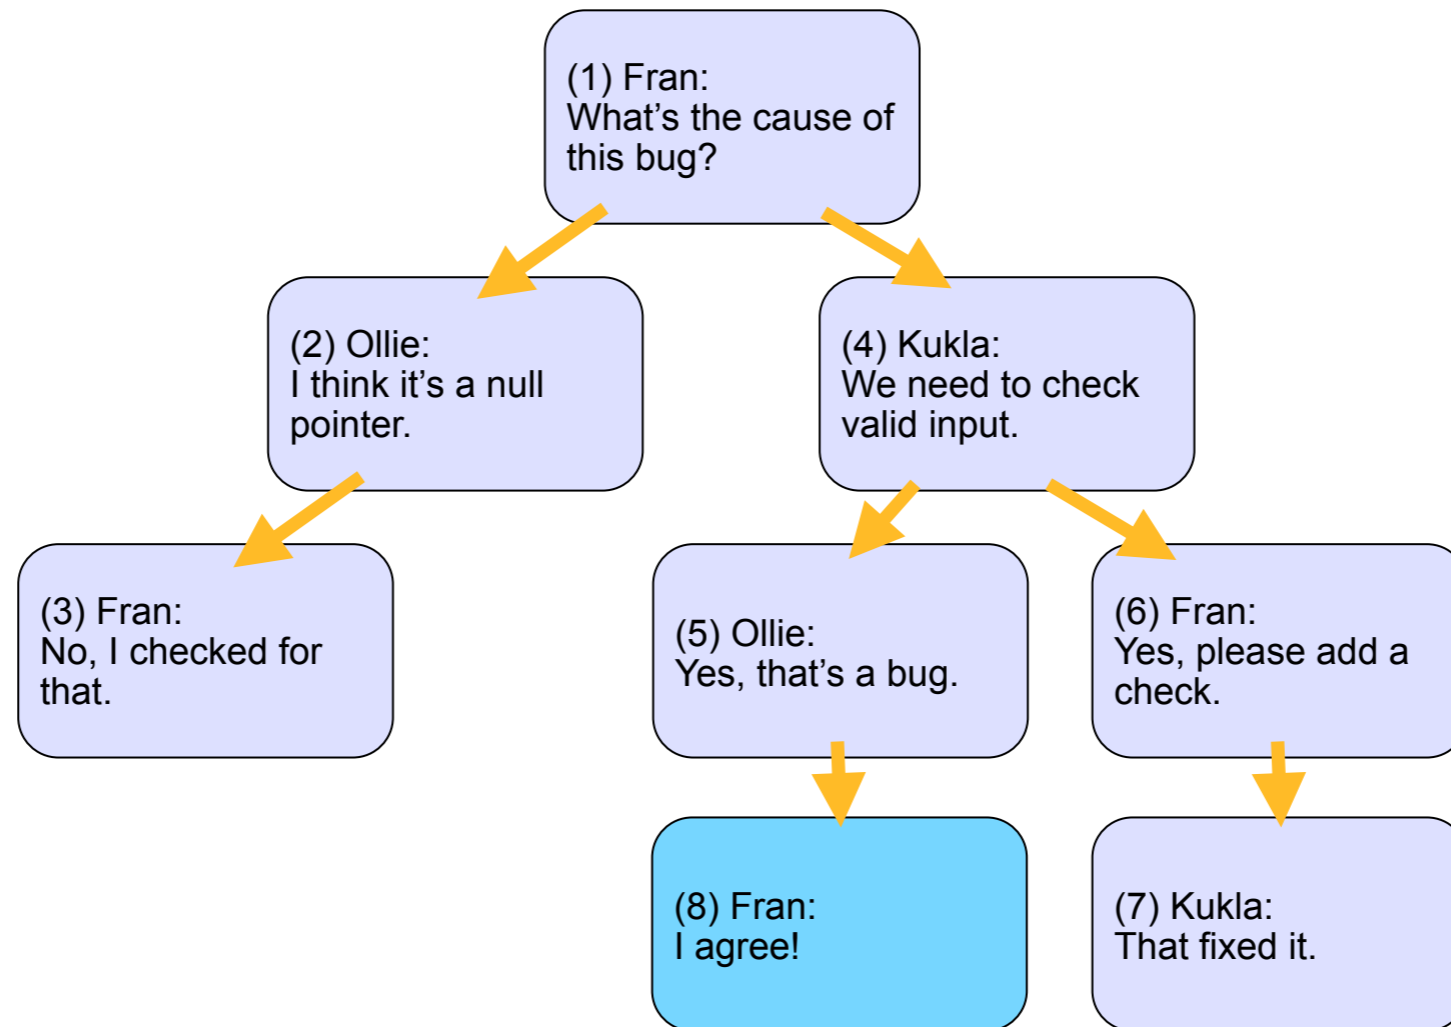 (1) Fran:
What’s the cause of
this bug?
(2) Ollie:
I think it’s a null
pointer.
(4) Kukla:
We need to check
valid input.
(3) Fran:
No, I checked for
that.
(5) Ollie:
Yes, that’s a bug.
(6) Fran:
Yes, please add a
check.
(8) Fran:
I agree!
(7) Kukla:
That fixed it.